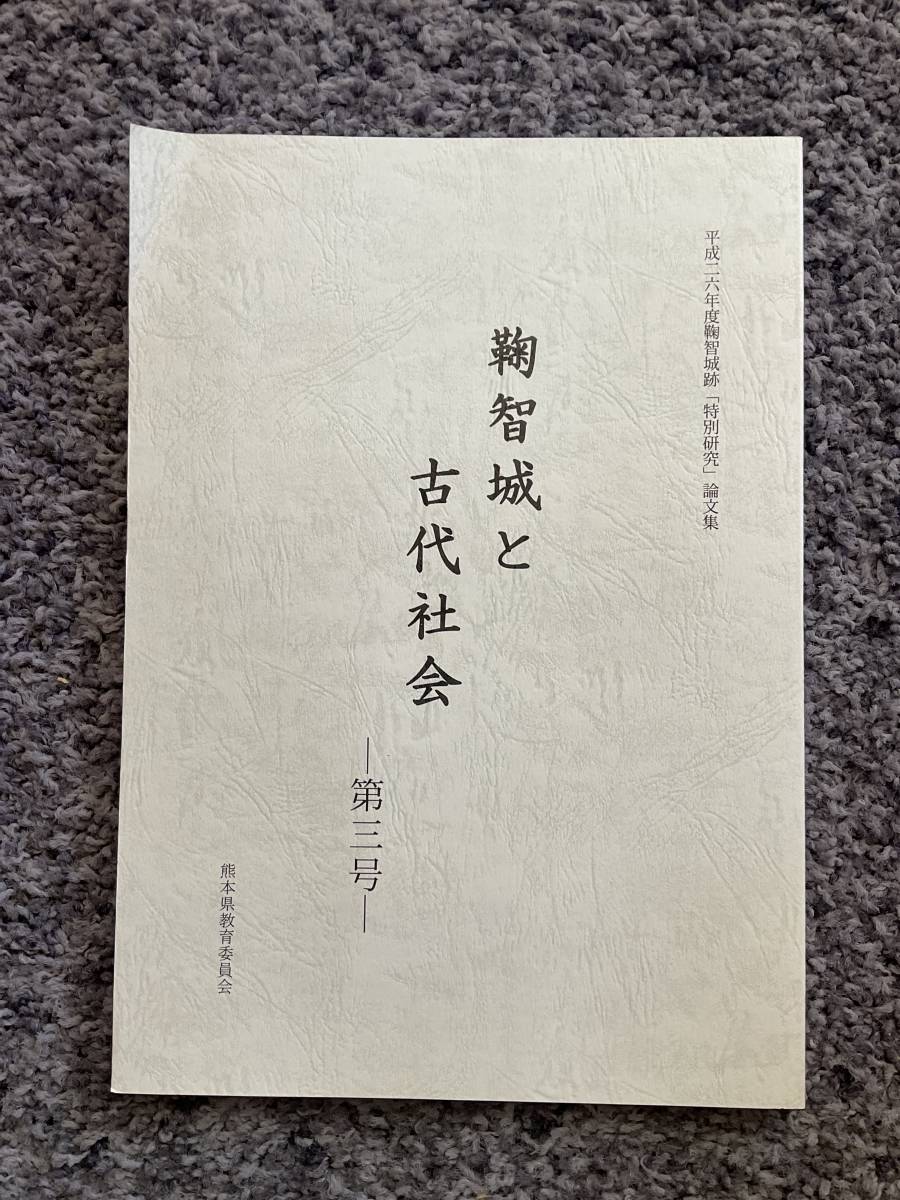 平成二六年度鞠智城跡「特別研究」論文集
鞠智城と
古代社会
―第三号―
熊本県教育委員会